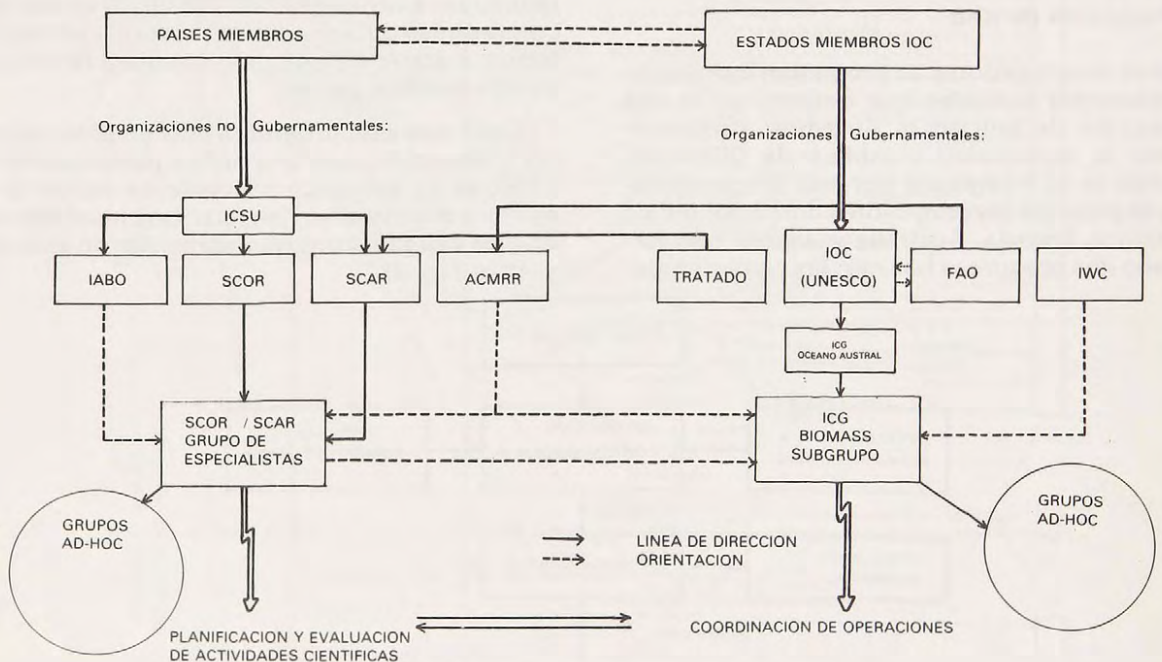 PAISES MIEMBROS
ESTADOS MIEMBROS IOC
Organizaciones no Gubernamentales:
Organizaciones Gubernamentales:
ICSU
IABO
SCOR
SCAR
ACMRR
TRATADO
IOC
(UNESCO)
FAO
IWC
ICG
OCEANO AUSTRAL
SCOR / SCAR
GRUPO DE
ESPECIALISTAS
ICG
BIOMASS
SUBGRUPO
GRUPOS
AD-HOC
GRUPOS
AD-HOC
LINEA DE DIRECCION
ORIENTACION
PLANIFICACION Y EVALUACION
DE ACTIVIDADES CIENTIFICAS
COORDINACION DE OPERACIONES